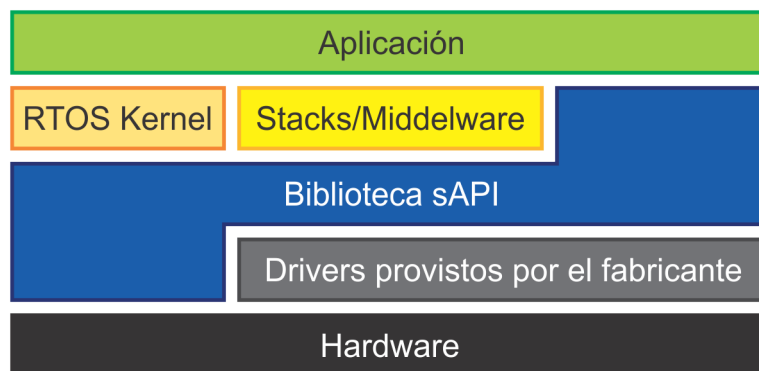 Aplicación
RTOS Kernel
Stacks/Middelware
Biblioteca sAPI
Drivers provistos por el fabricante
Hardware